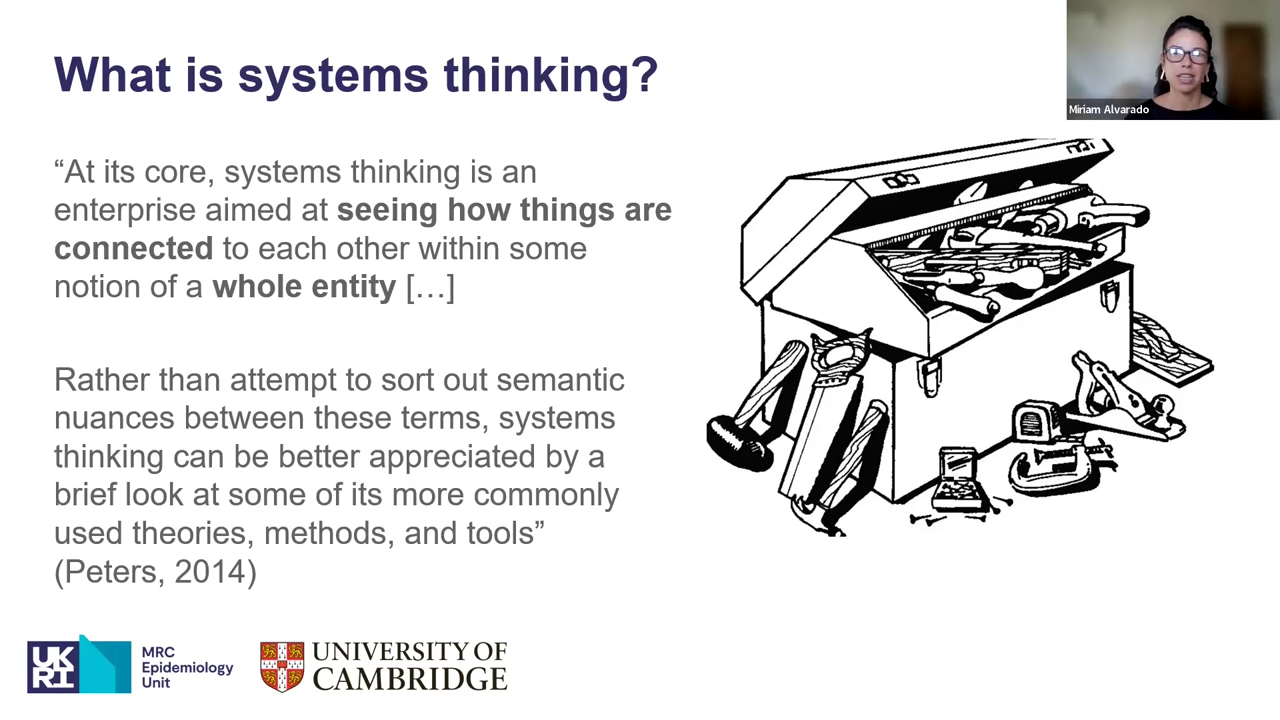 What is systems thinking?
Miriam Alvarado
“At its core, systems thinking is an
enterprise aimed at seeing how things are
connected to each other within some
notion of a whole entity […]
Rather than attempt to sort out semantic
nuances between these terms, systems
thinking can be better appreciated by a
brief look at some of its more commonly
used theories, methods, and tools”
(Peters, 2014)
UK
RI
MRC
Epidemiology
Unit
UNIVERSITY OF
CAMBRIDGE